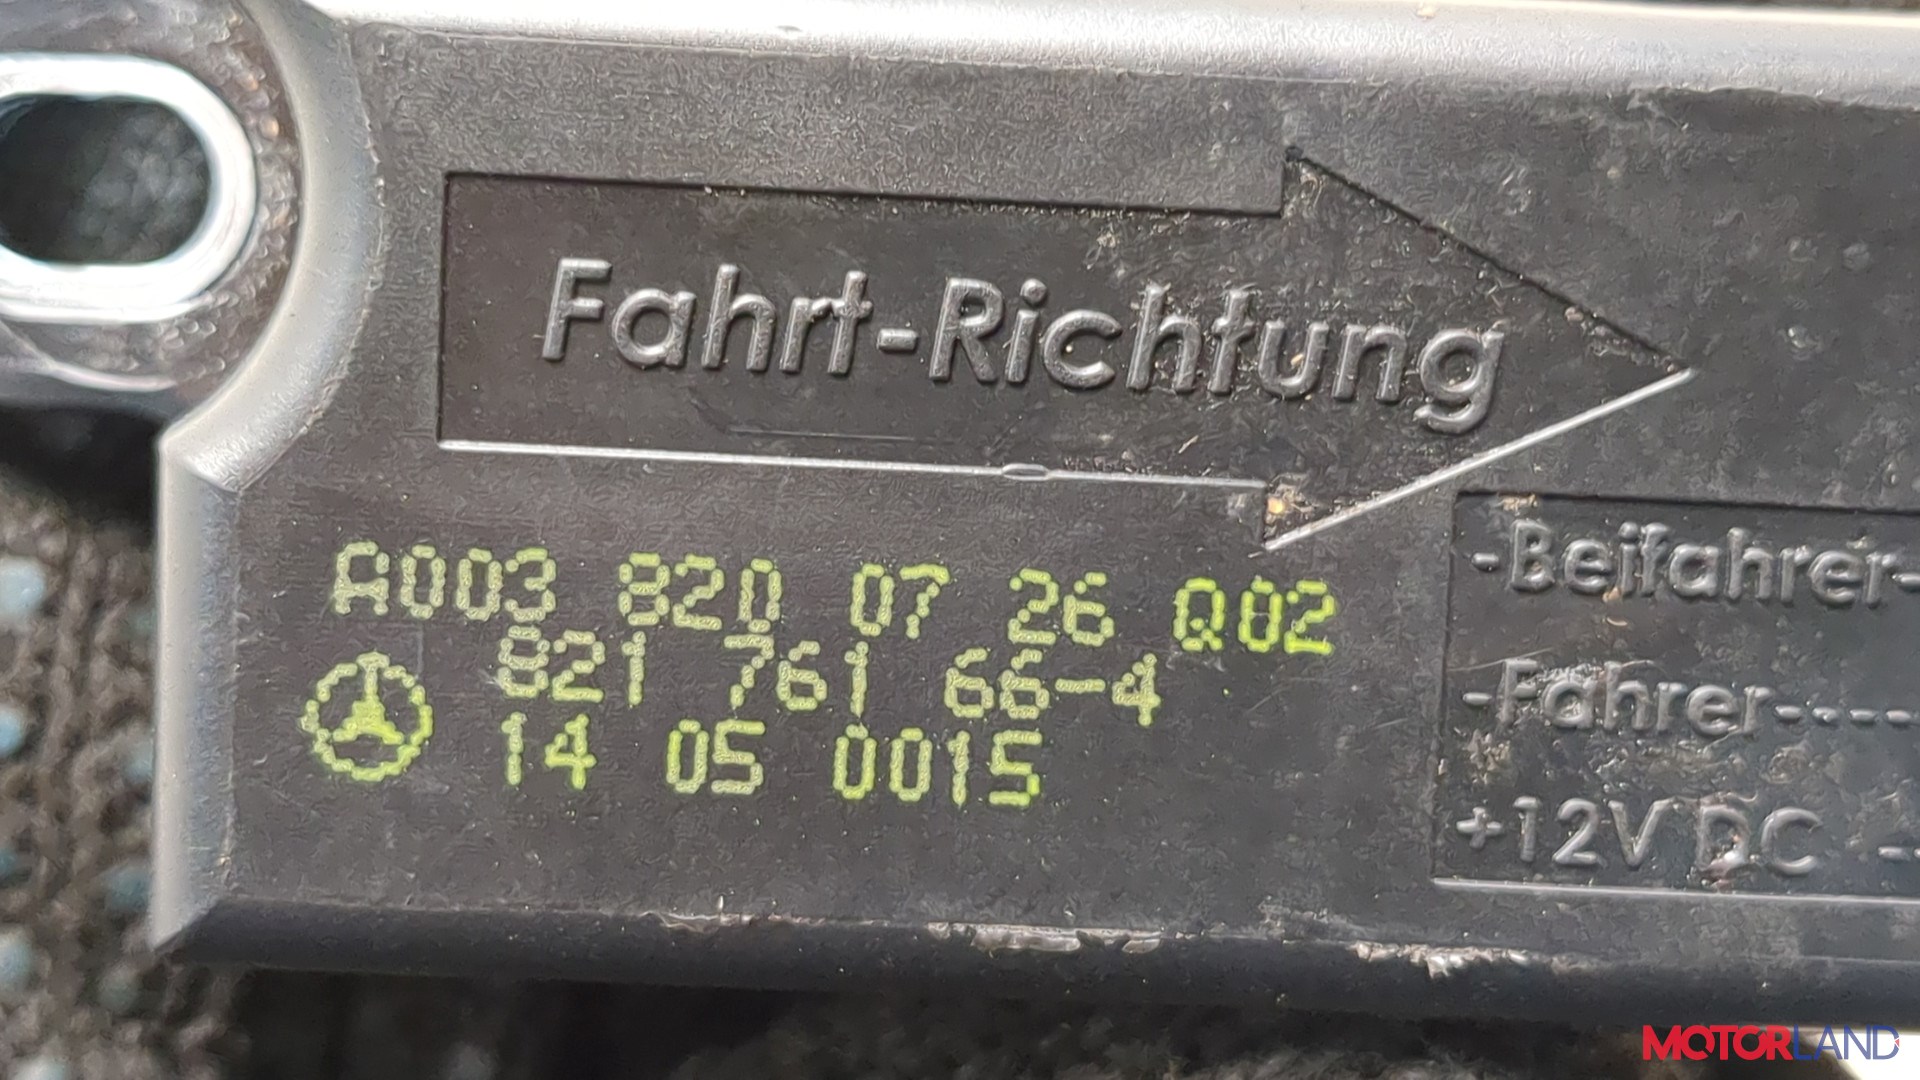 Fahrt-Richtung
A003 820 07 26 Q02
821 761 66-4
14 05 0015
-Beifahrer-
-Fahrer----
+12V DC --
MOTORLAND